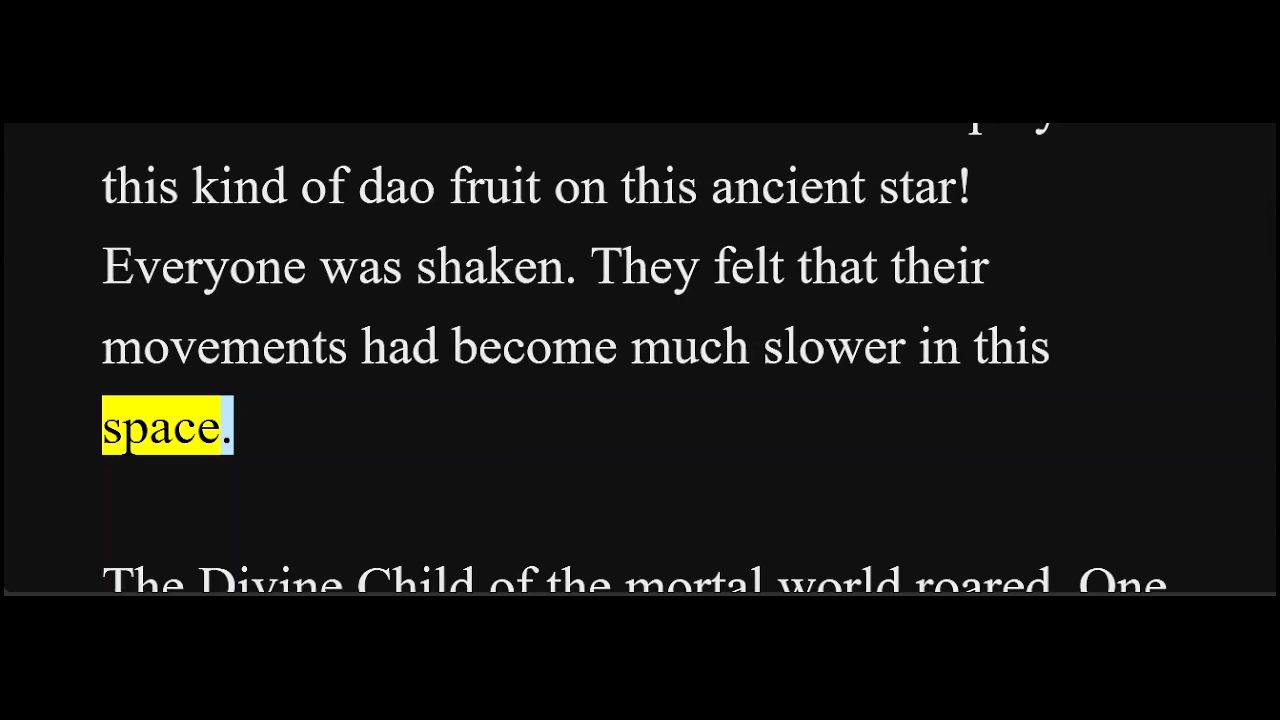 this kind of dao fruit on this ancient star!
Everyone was shaken. They felt that their
movements had become much slower in this
space.
The Divine Child of the mortal world roared. One